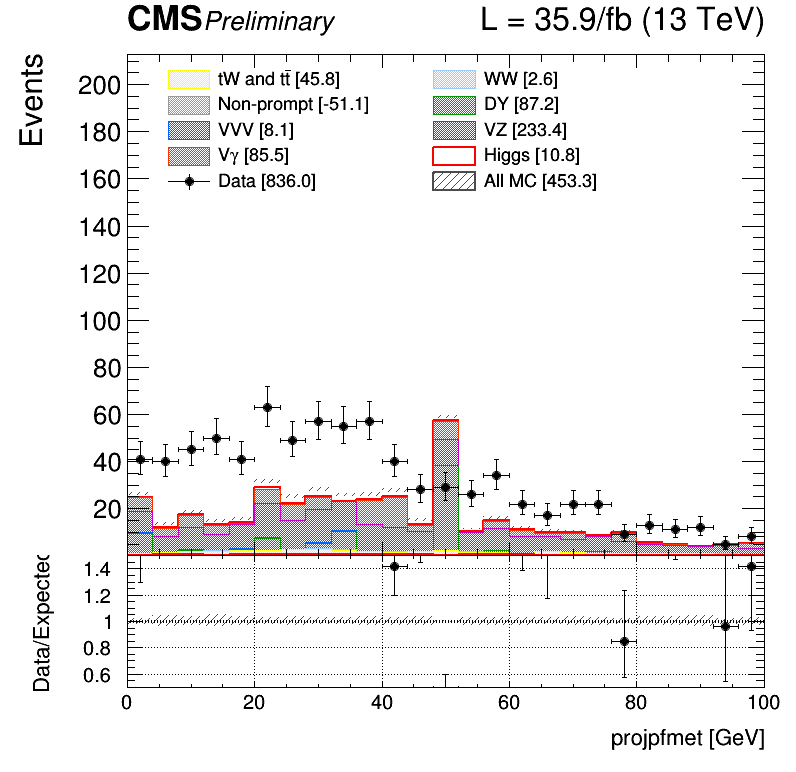 CMS Preliminary L = 35.9/fb (13 TeV)
Events
200
180
160
140
120
100
80
60
40
20
tW and tt̄ [45.8]
Non-prompt [-51.1]
VVV [8.1]
Vγ [85.5]
Data [836.0]
WW [2.6]
DY [87.2]
VZ [233.4]
Higgs [10.8]
All MC [453.3]
Data/Expected
1.4
1.2
1
0.8
0.6
0 20 40 60 80 100
projpfmet [GeV]